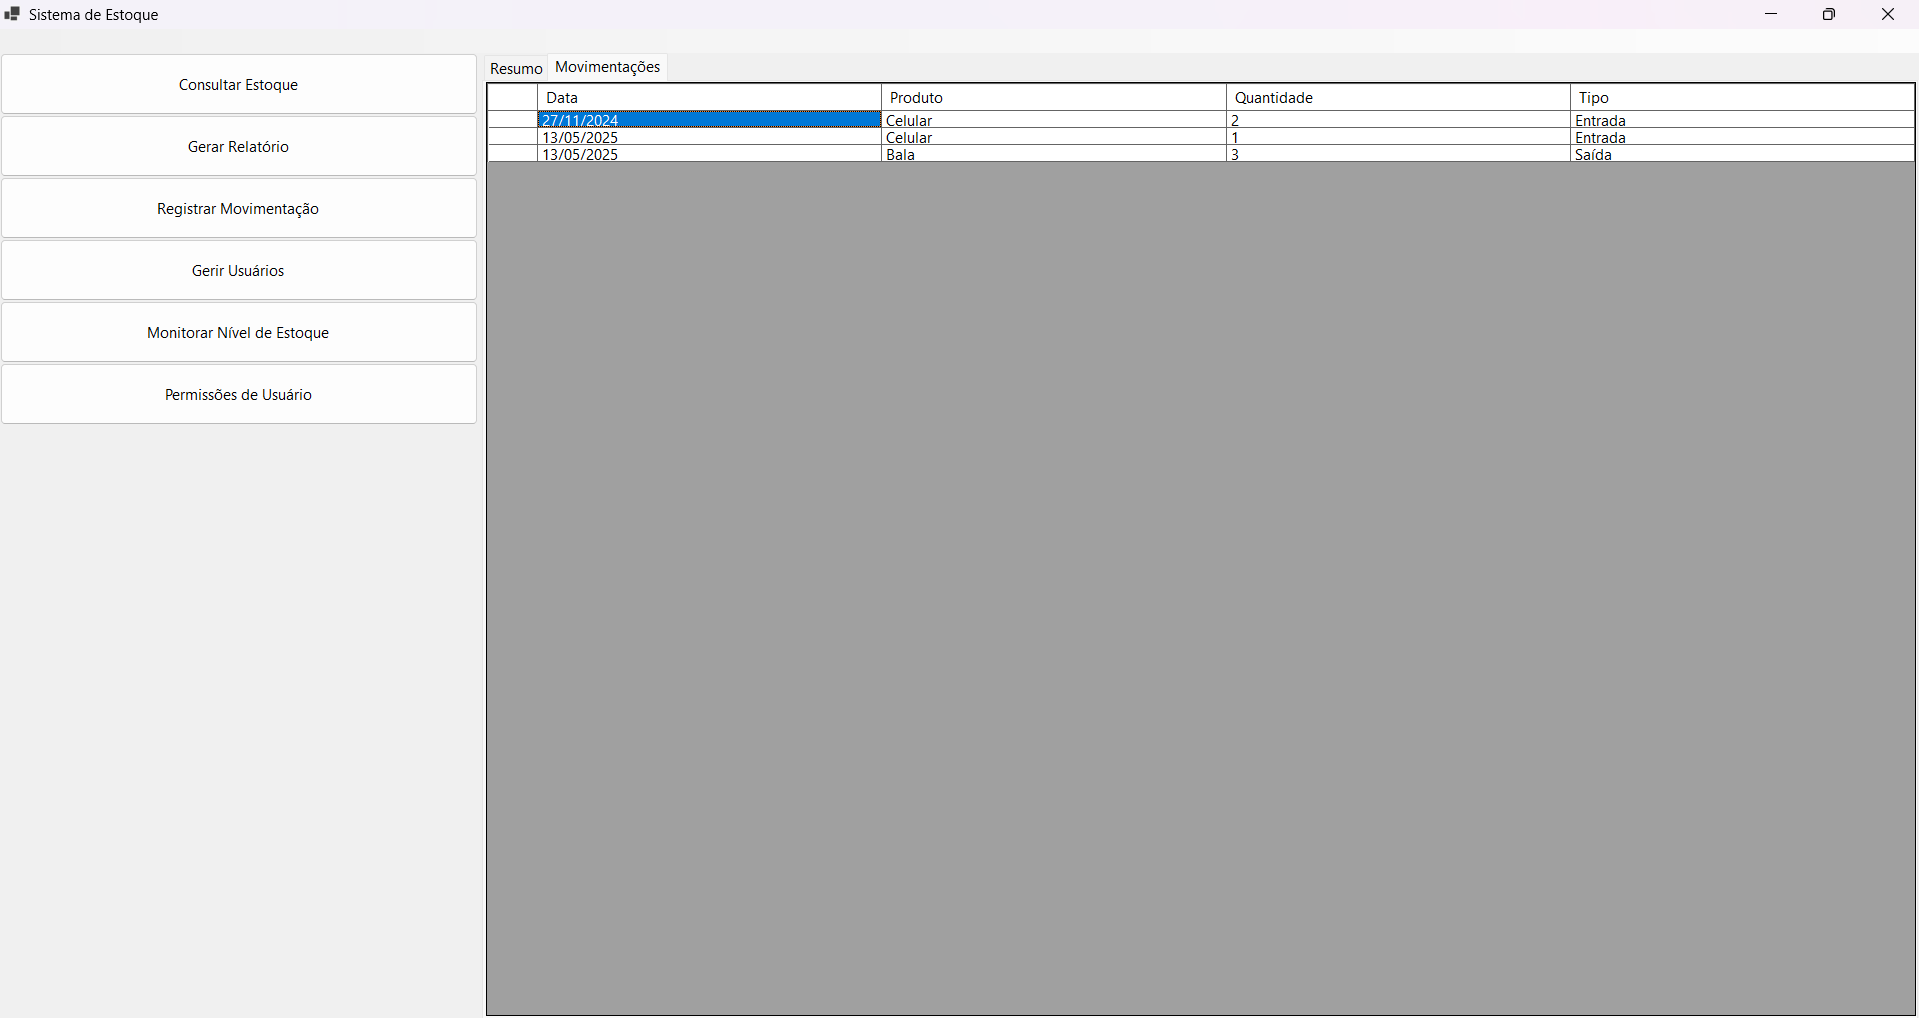 Sistema de Estoque
Consultar Estoque
Gerar Relatório
Registrar Movimentação
Gerir Usuários
Monitorar Nível de Estoque
Permissões de Usuário
Resumo Movimentações
Data Produto Quantidade Tipo
27/11/2024 Celular 2 Entrada
13/05/2025 Celular 1 Entrada
13/05/2025 Bala 3 Saída